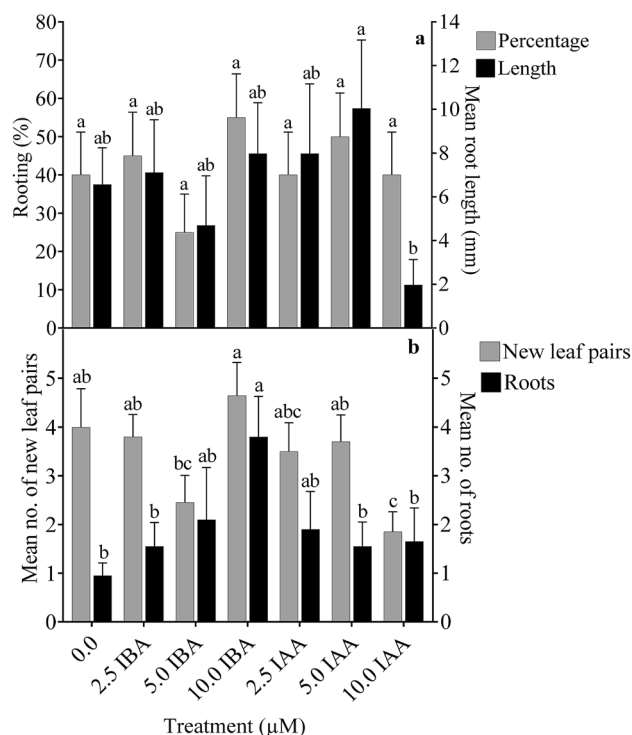 80
70
60
50
40
30
20
10
0
Rooting (%)
a
ab
a
ab
a
ab
a
ab
a
ab
a
a
a
b
a
14
12
10
8
6
4
2
0
Mean root length (mm)
Percentage
Length
5
4
3
2
1
0
Mean no. of new leaf pairs
ab
b
ab
b
bc
ab
a
a
abc
ab
ab
b
c
b
b
5
4
3
2
1
0
Mean no. of roots
New leaf pairs
Roots
0.0
2.5 IBA
5.0 IBA
10.0 IBA
2.5 IAA
5.0 IAA
10.0 IAA
Treatment (µM)